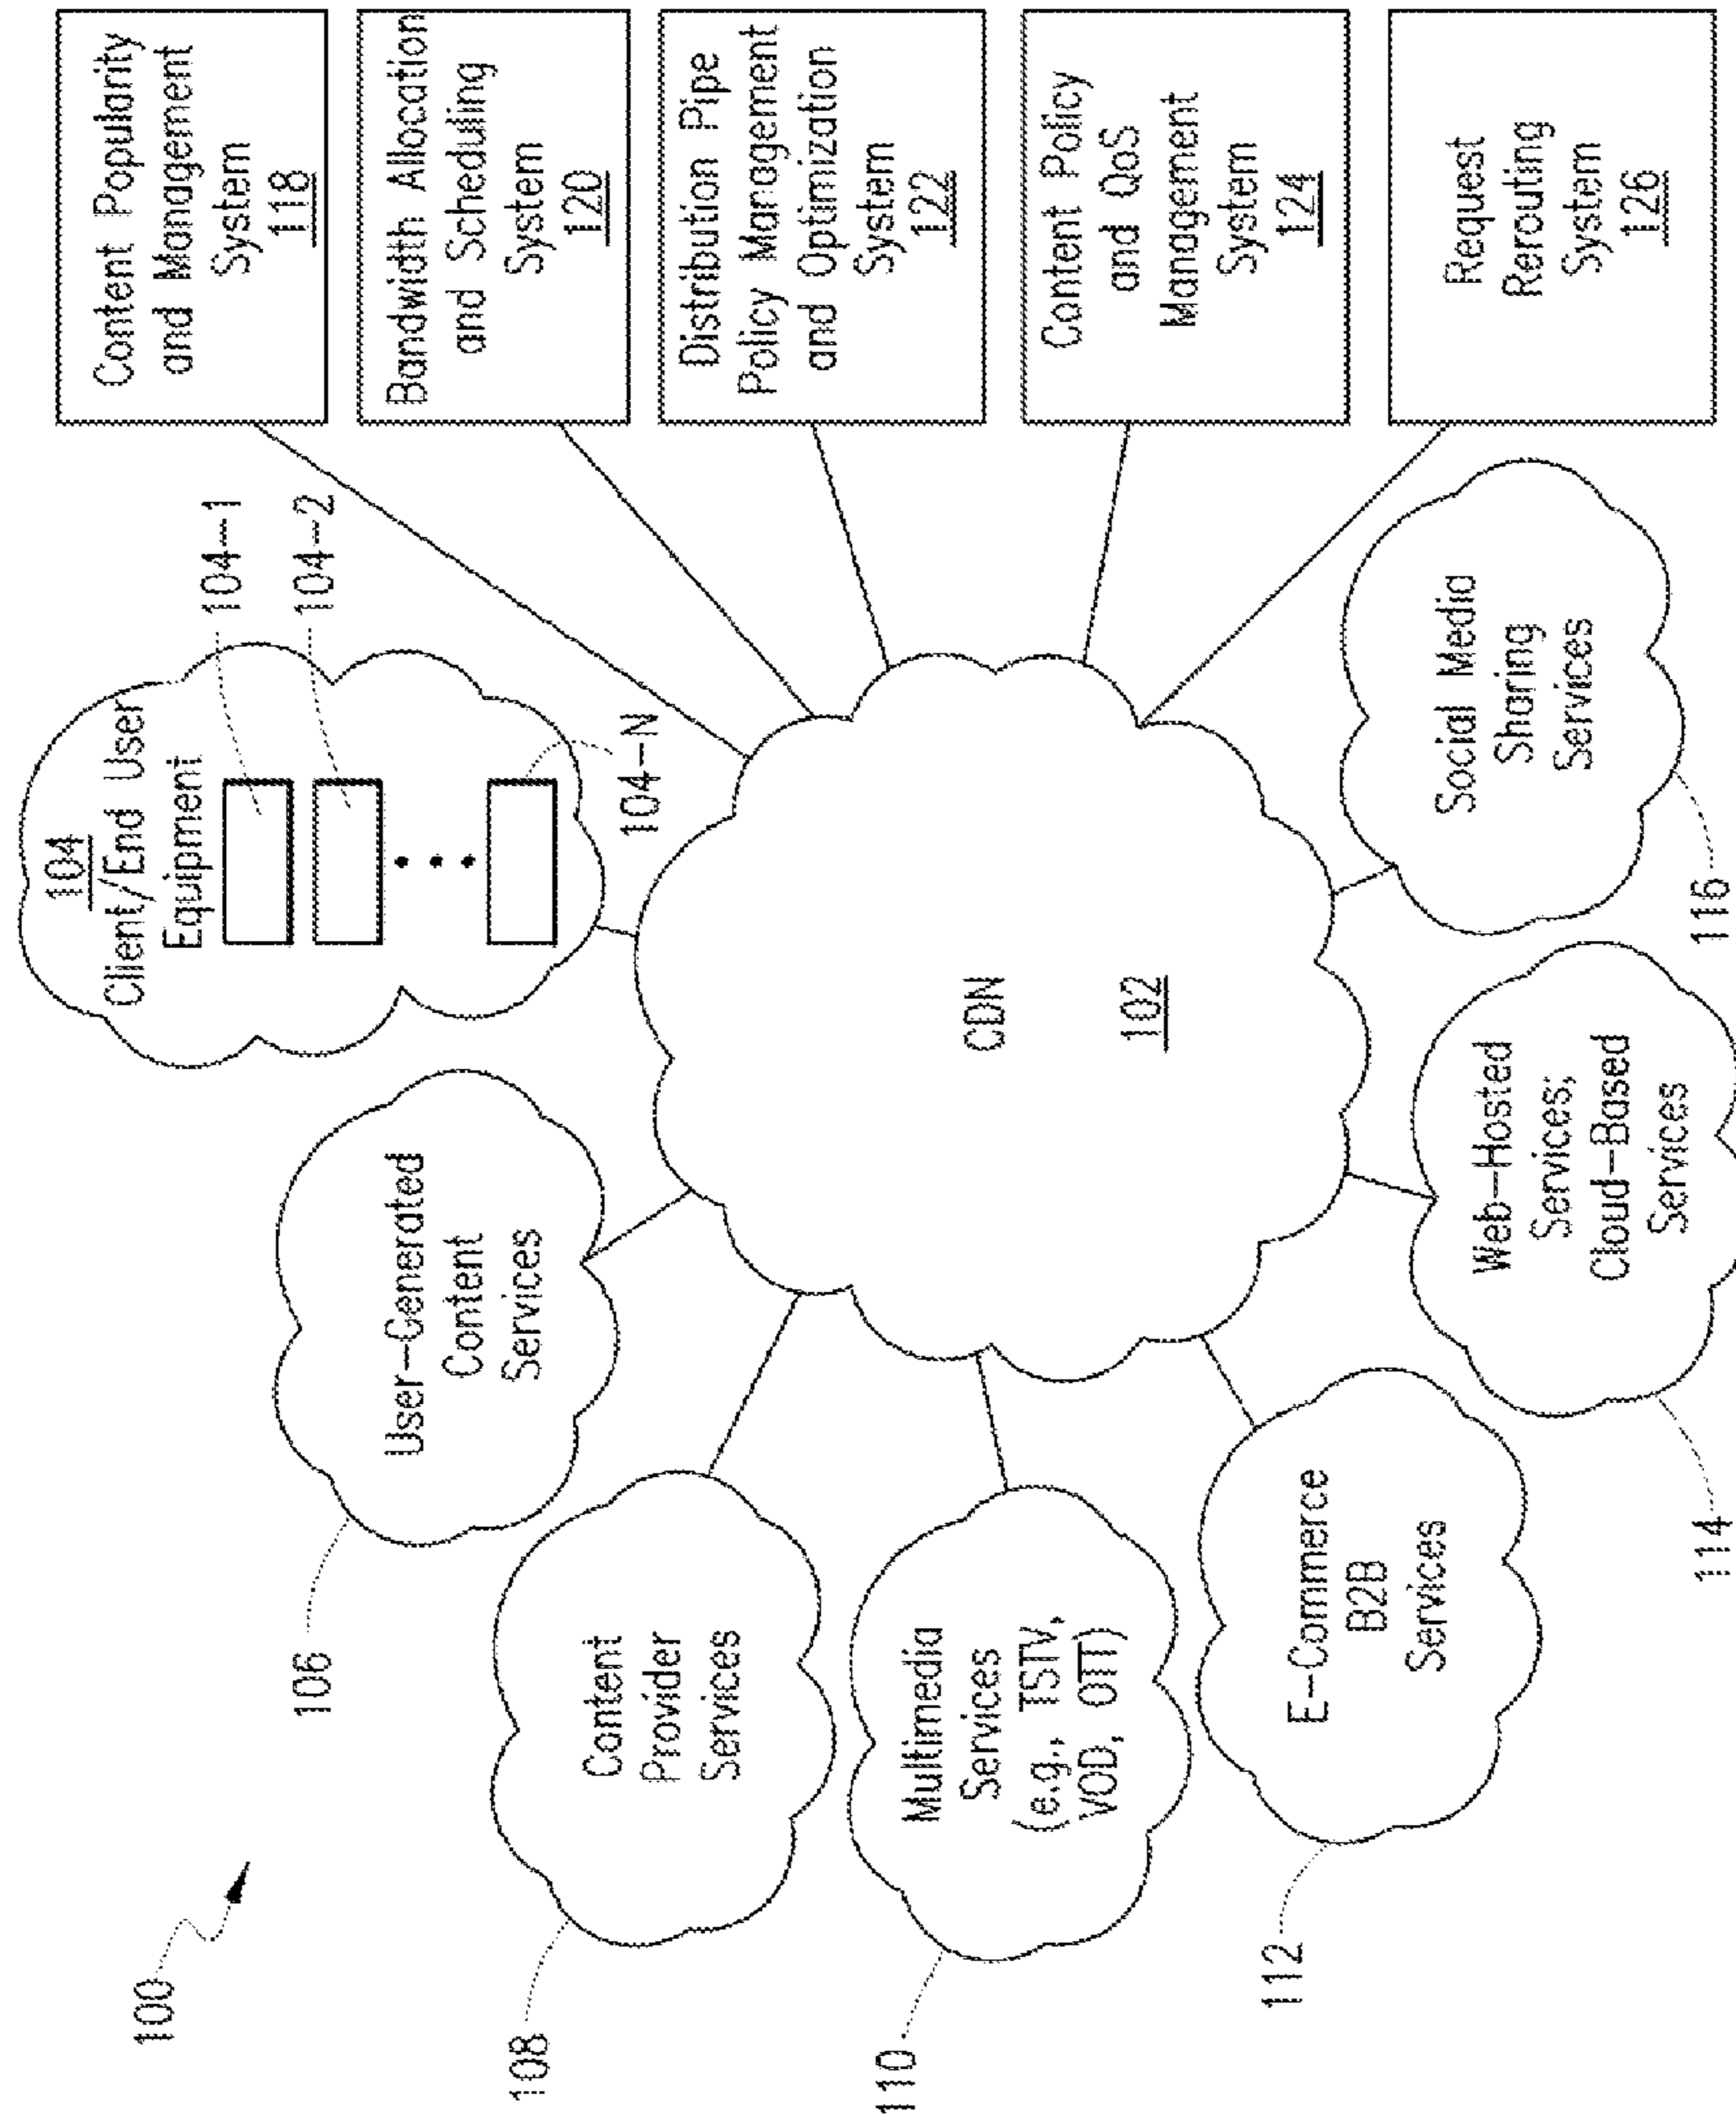 100
104
Client/End User
Equipment
104-1
104-2
104-N
106
User-Generated
Content
Services
108
Content
Provider
Services
110
Multimedia
Services
(e.g., TSTV,
VOD, OTT)
112
E-Commerce
B2B
Services
114
Web-Hosted
Services;
Cloud-Based
Services
116
Social Media
Sharing
Services
CDN
102
Content Popularity
and Management
System
118
Bandwidth Allocation
and Scheduling
System
120
Distribution Pipe
Policy Management
and Optimization
System
122
Content Policy
and QoS
Management
System
124
Request
Rerouting
System
126